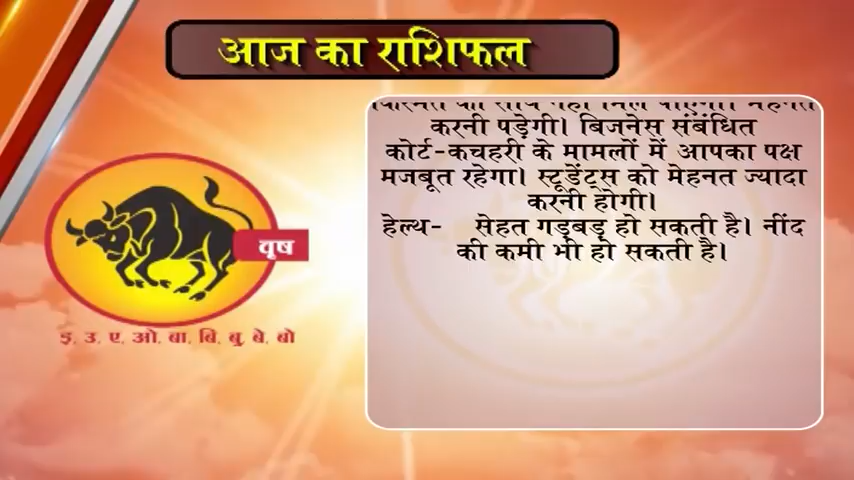 आज का राशिफल
करनी पड़ेगी। बिजनेस संबंधित
कोर्ट-कचहरी के मामलों में आपका पक्ष
मजबूत रहेगा। स्टूडेंट्स को मेहनत ज्यादा
करनी होगी।
हेल्थ- सेहत गड़बड़ हो सकती है। नींद
की कमी भी हो सकती है।
वृष
इ, उ, ए, ओ, बा, बि, बु, बे, बो